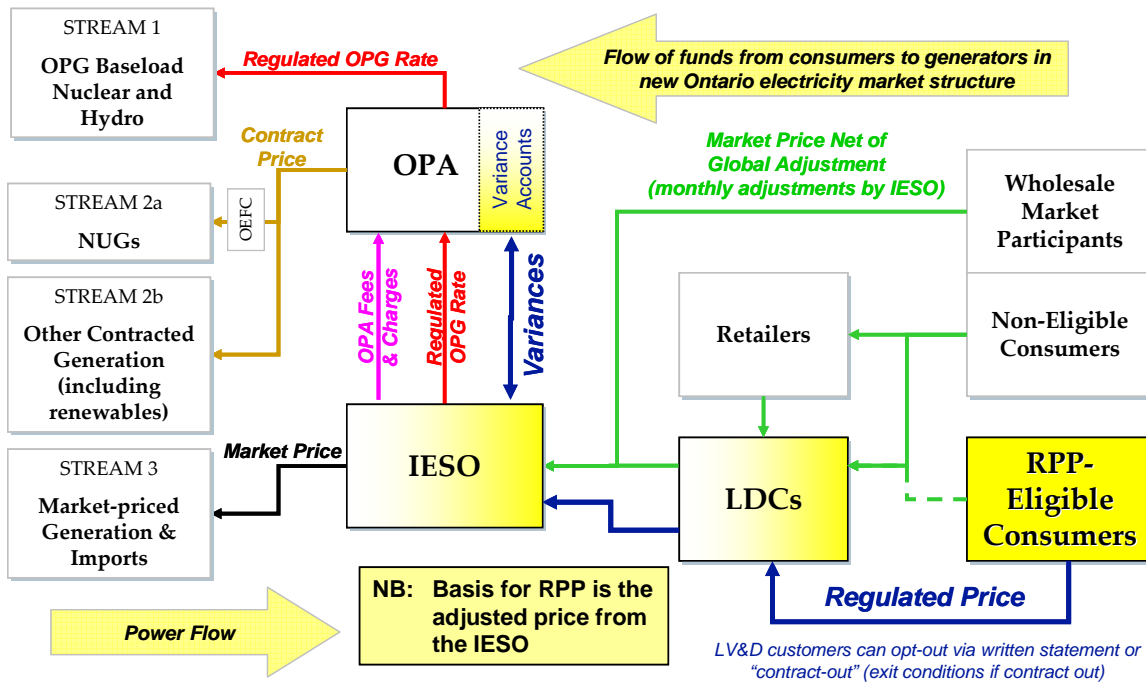 STREAM 1
OPG Baseload
Nuclear and
Hydro
Regulated OPG Rate
Flow of funds from consumers to generators in
new Ontario electricity market structure
Contract
Price
OPA
Variance
Accounts
Market Price Net of
Global Adjustment
(monthly adjustments by IESO)
Wholesale
Market
Participants
STREAM 2a
NUGs
OEFC
STREAM 2b
Other Contracted
Generation
(including
renewables)
OPA Fees
& Charges
Regulated
OPG Rate
Variances
Retailers
Non-Eligible
Consumers
Market Price
IESO
LDCs
RPP-
Eligible
Consumers
STREAM 3
Market-priced
Generation &
Imports
Power Flow
NB: Basis for RPP is the
adjusted price from
the IESO
Regulated Price
LV&D customers can opt-out via written statement or
“contract-out” (exit conditions if contract out)